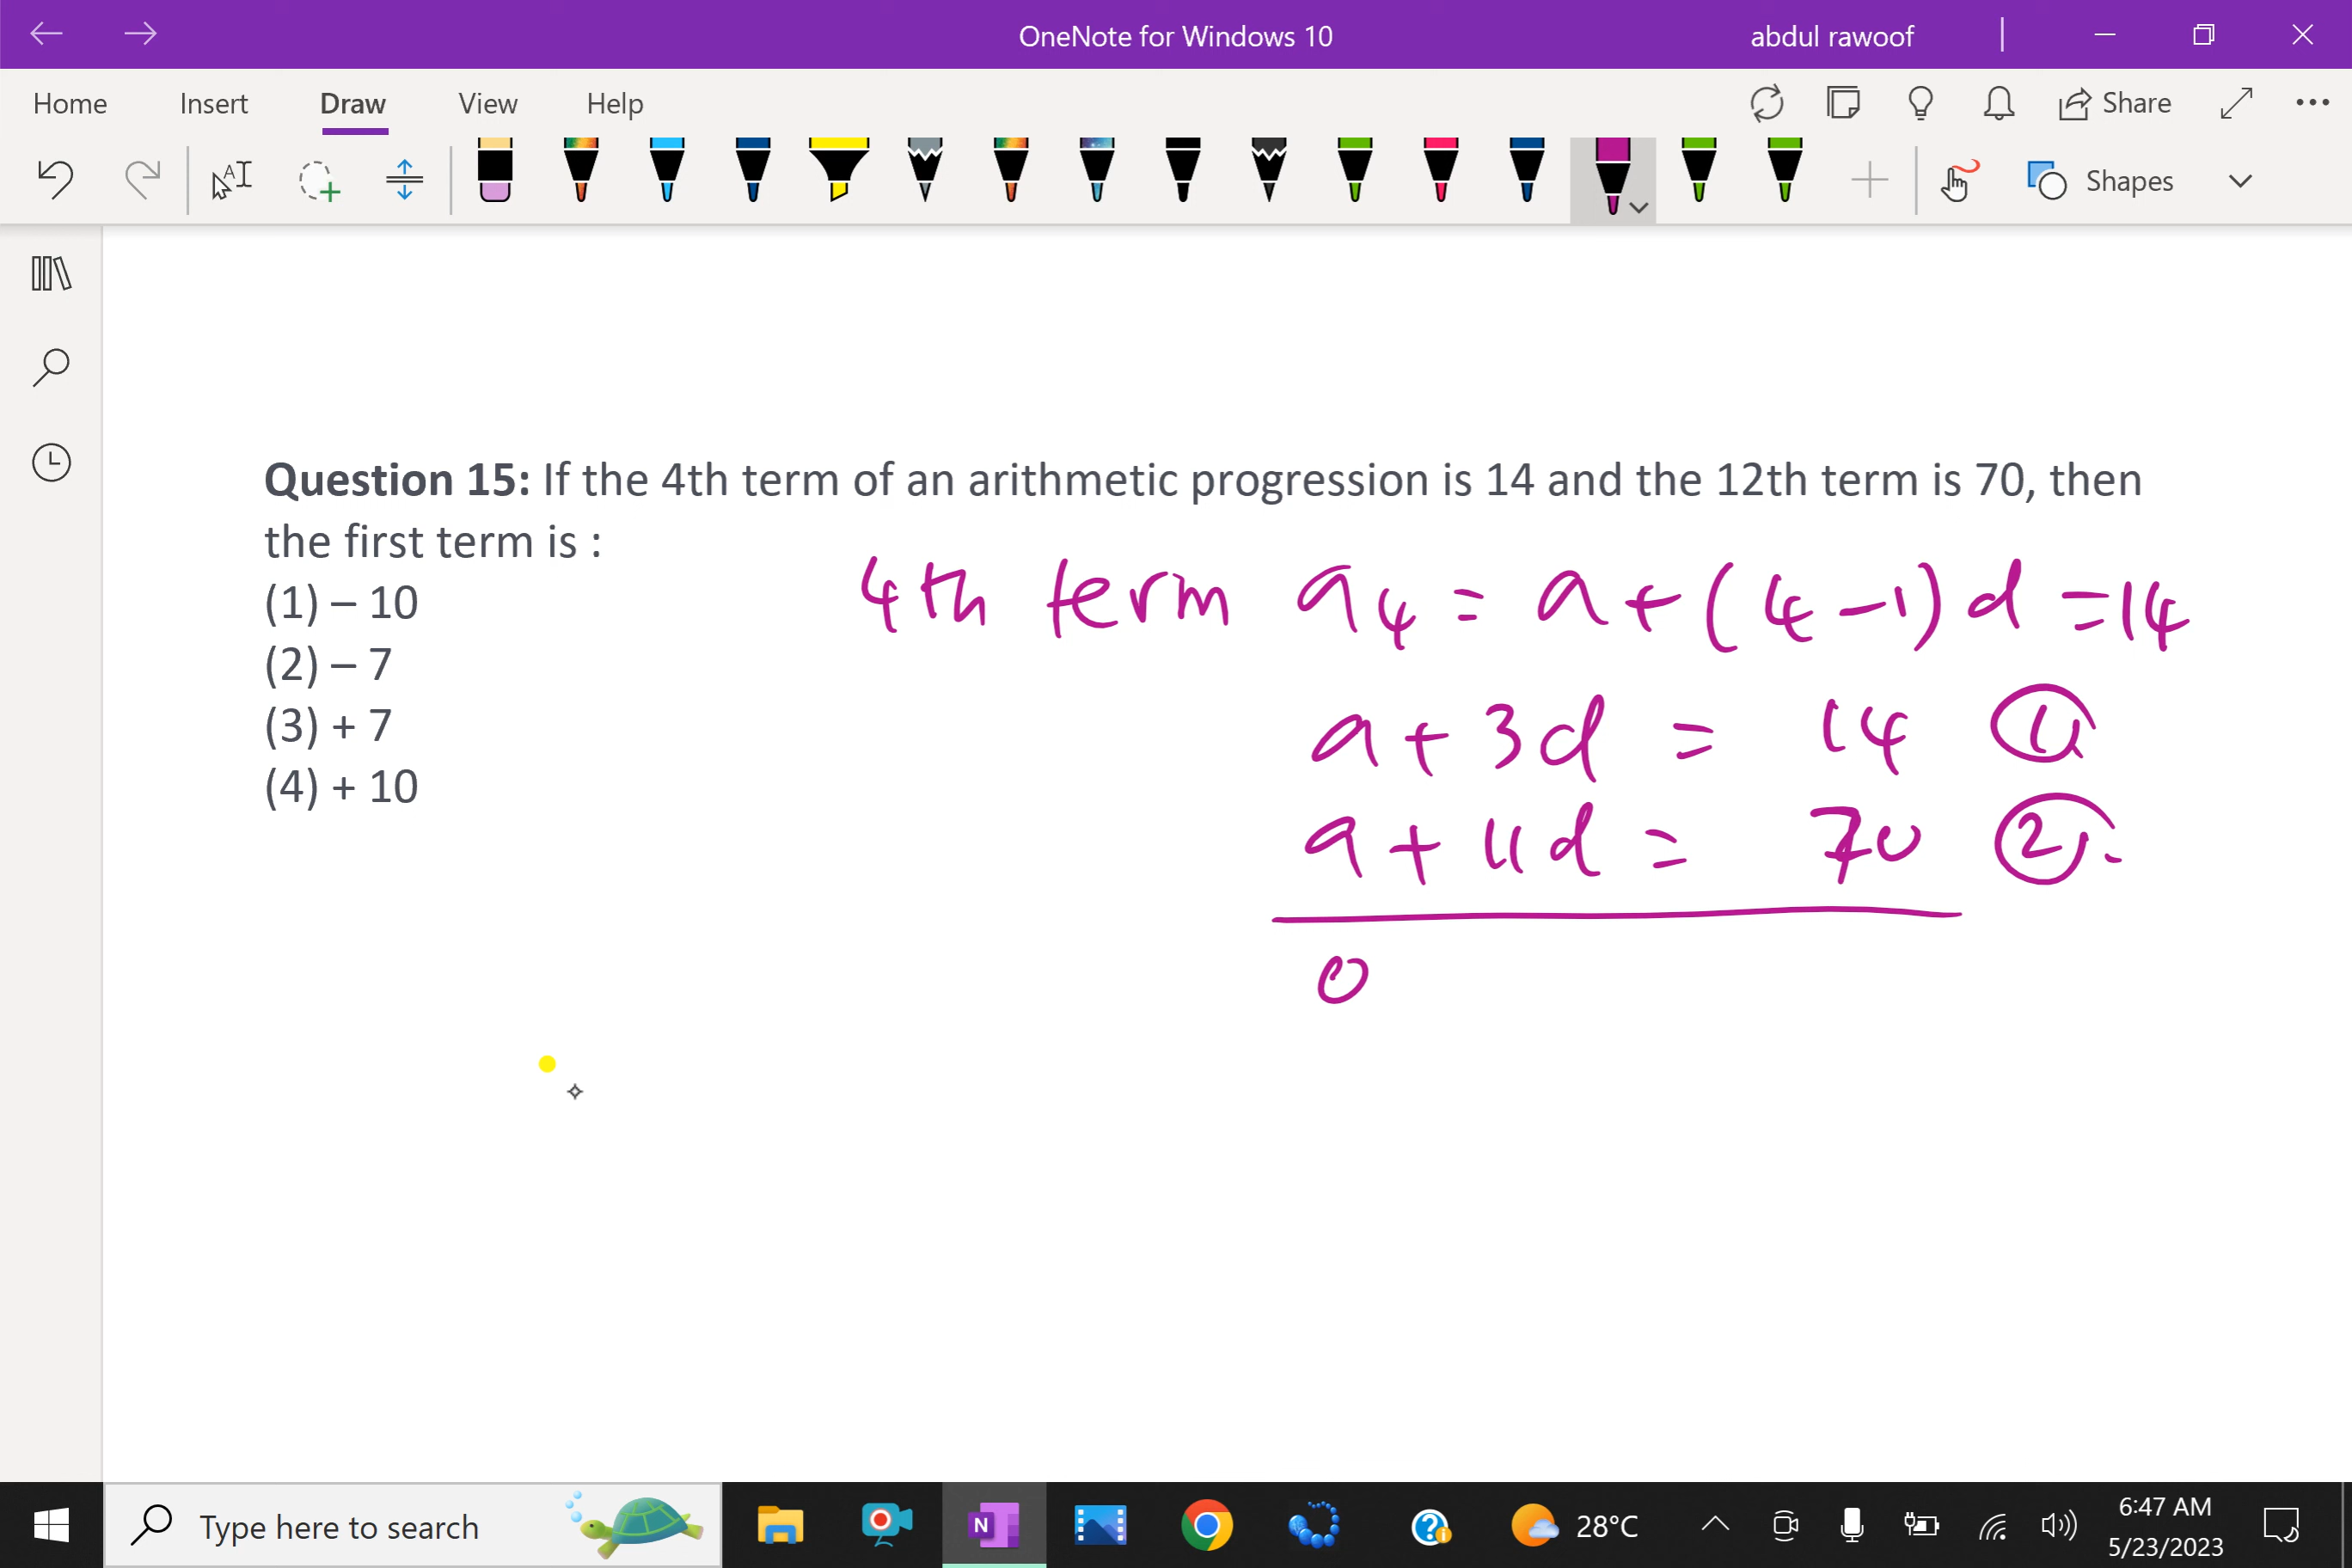 OneNote for Windows 10
abdul rawoof
Home Insert Draw View Help
Share
Shapes
Question 15: If the 4th term of an arithmetic progression is 14 and the 12th term is 70, then
the first term is :
(1) – 10
(2) – 7
(3) + 7
(4) + 10
4th term a4 = a + (4 - 1) d = 14
a + 3d = 14 (1)
a + 11d = 70 (2).
0
Type here to search
28°C
6:47 AM
5/23/2023